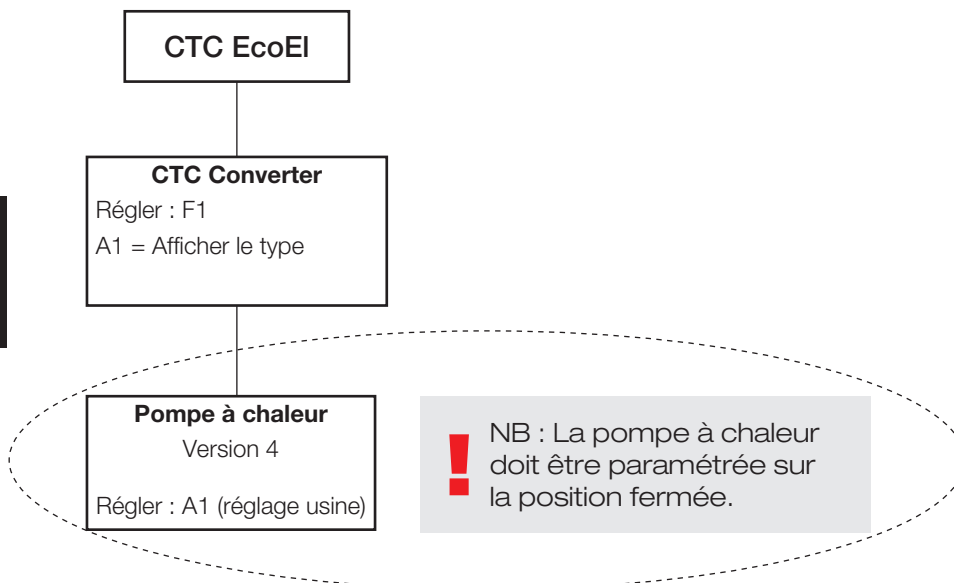 CTC EcoEl
CTC Converter
Régler : F1
A1 = Afficher le type
Pompe à chaleur
Version 4
Régler : A1 (réglage usine)
! NB : La pompe à chaleur
doit être paramétrée sur
la position fermée.